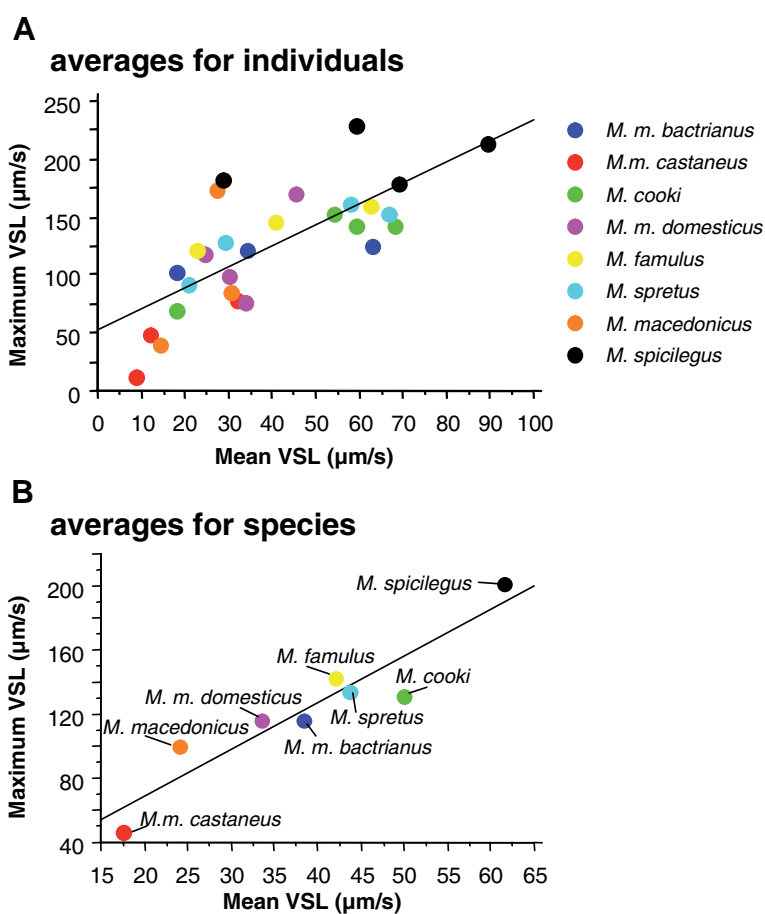 A
averages for individuals
Maximum VSL (µm/s)
250
200
150
100
50
0
0 10 20 30 40 50 60 70 80 90 100
Mean VSL (µm/s)
M. m. bactrianus
M.m. castaneus
M. cooki
M. m. domesticus
M. famulus
M. spretus
M. macedonicus
M. spicilegus
B
averages for species
Maximum VSL (µm/s)
200
160
120
80
40
M. spicilegus
M. famulus
M. cooki
M. m. domesticus
M. spretus
M. macedonicus
M. m. bactrianus
M.m. castaneus
15 20 25 30 35 40 45 50 55 60 65
Mean VSL (µm/s)